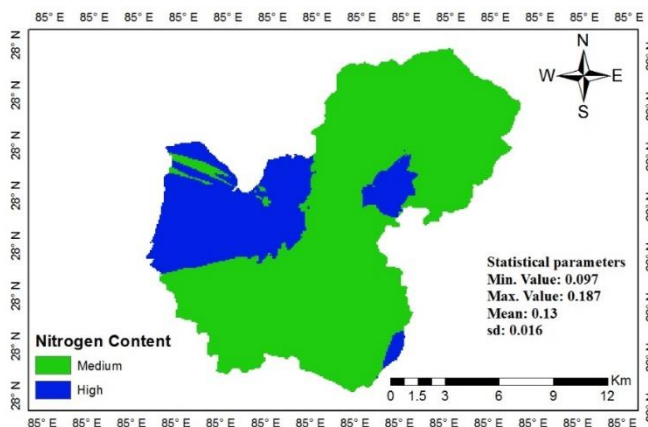 85° E 85° E 85° E 85° E 85° E 85° E 85° E 85° E 85° E 85° E 85° E 85° E 85° E 85° E
28° N
28° N
28° N
28° N
28° N
28° N
28° N
28° N
N
W E
S
Statistical parameters
Min. Value: 0.097
Max. Value: 0.187
Mean: 0.13
sd: 0.016
Nitrogen Content
Medium
High
Km
0 1.5 3 6 9 12
85° E 85° E 85° E 85° E 85° E 85° E 85° E 85° E 85° E 85° E 85° E 85° E 85° E 85° E